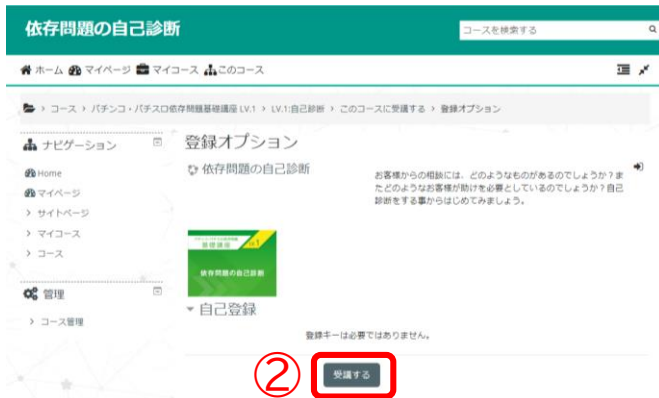 依存問題の自己診断
コースを検索する
ホーム マイページ マイコース このコース
› コース › パチンコ・パチスロ依存問題基礎講座 LV.1 › LV.1:自己診断 › このコースに受講する › 登録オプション
ナビゲーション
Home
マイページ
› サイトページ
› マイコース
› コース
管理
› コース管理
登録オプション
依存問題の自己診断
お客様からの相談には、どのようなものがあるのでしょうか？ま
たどのようなお客様が助けを必要としているのでしょうか？自己
診断をする事からはじめてみましょう。
基礎講座
1
依存問題の自己診断
自己登録
登録キーは必要ではありません。
② 受講する